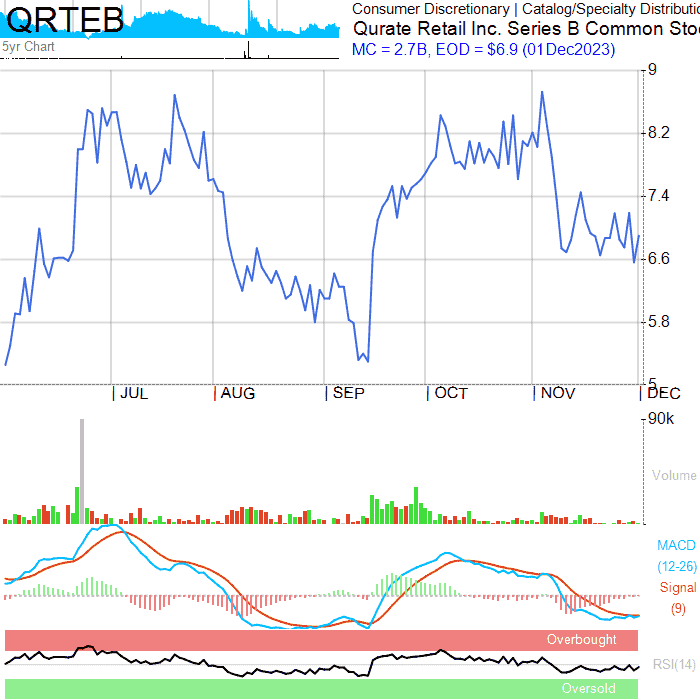 QRTEB
5yr Chart
Consumer Discretionary | Catalog/Specialty Distributio
Qurate Retail Inc. Series B Common Sto
MC = 2.7B, EOD = $6.9 (01Dec2023)
9
8.2
7.4
6.6
5.8
5
| JUL | AUG | SEP | OCT | NOV | DEC
90k
Volume
MACD
(12-26)
Signal
(9)
Overbought
RSI(14)
Oversold